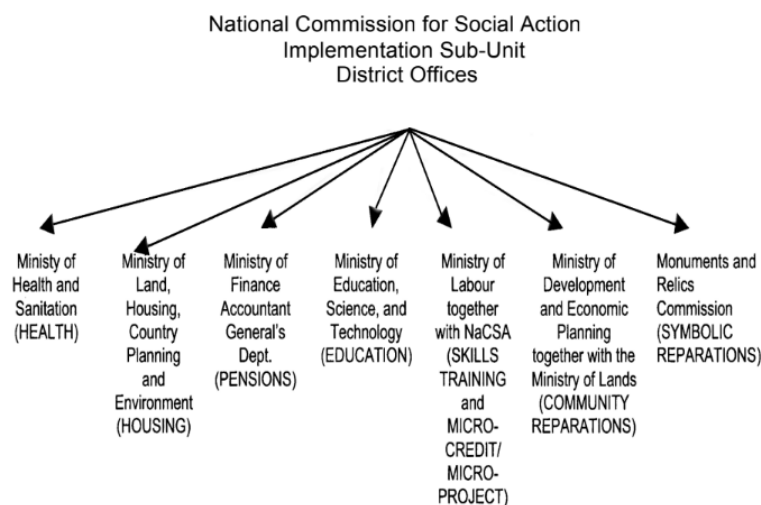 National Commission for Social Action
Implementation Sub-Unit
District Offices
Ministy of
Health and
Sanitation
(HEALTH)
Ministry of
Land,
Housing,
Country
Planning
and
Environment
(HOUSING)
Ministry of
Finance
Accountant
General's
Dept.
(PENSIONS)
Ministry of
Education,
Science, and
Technology
(EDUCATION)
Ministry of
Labour
together
with NaCSA
(SKILLS
TRAINING
and
MICRO-
CREDIT/
MICRO-
PROJECT)
Ministry of
Development
and Economic
Planning
together with the
Ministry of Lands
(COMMUNITY
REPARATIONS)
Monuments and
Relics
Commission
(SYMBOLIC
REPARATIONS)